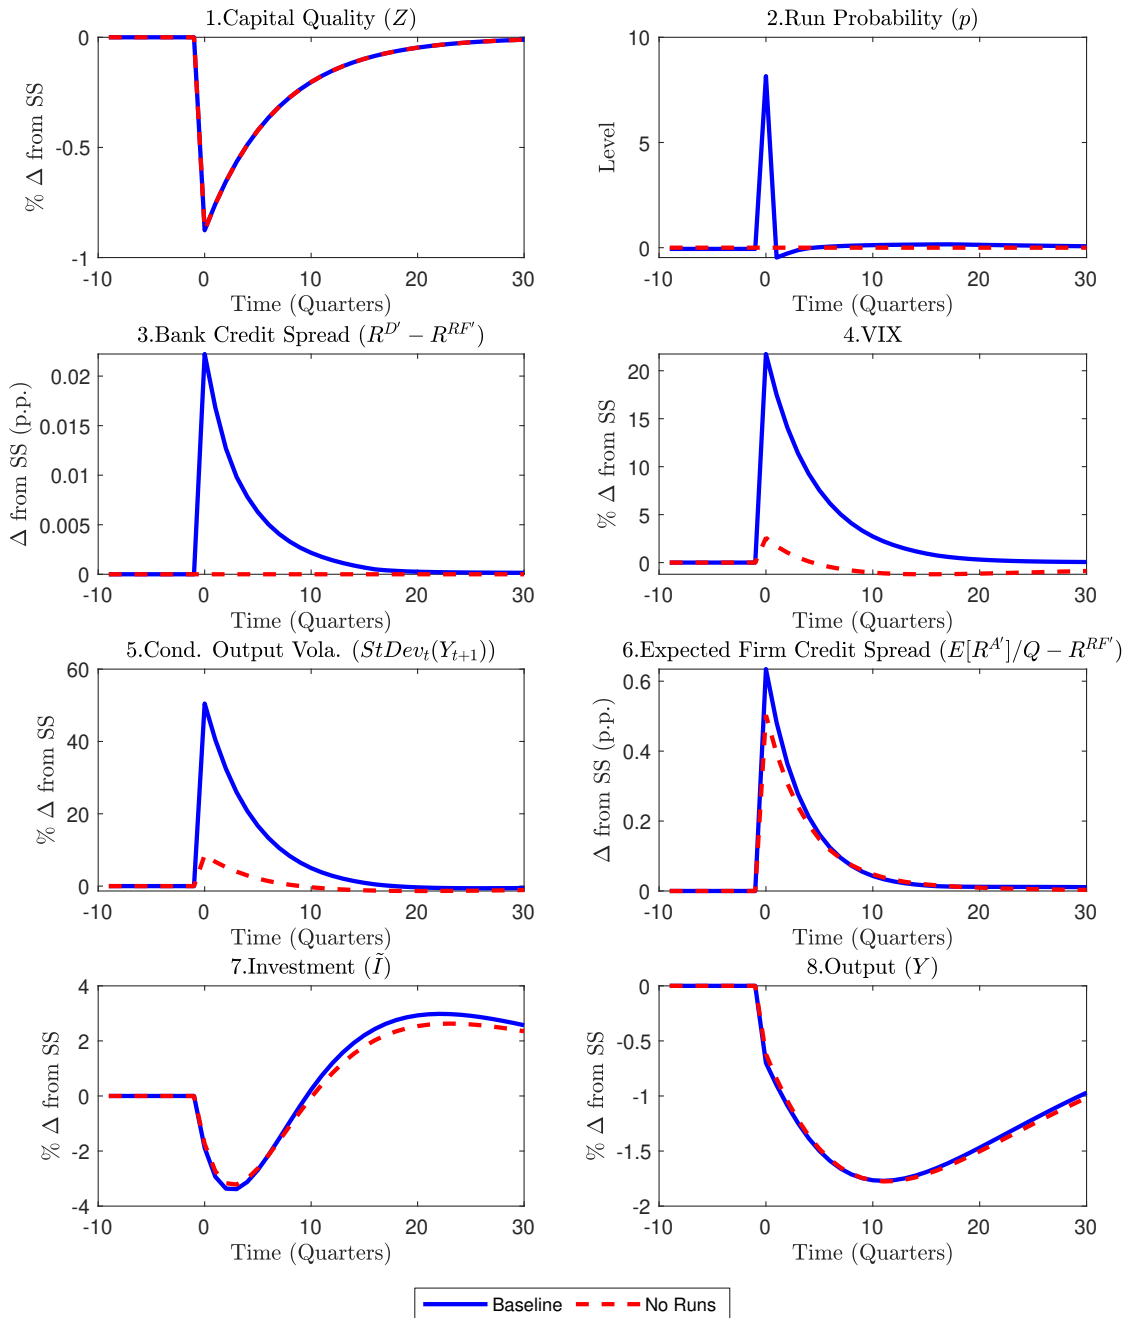 1.Capital Quality (Z)
% Δ from SS
0
-0.5
-1
-10 0 10 20 30
Time (Quarters)
2.Run Probability (p)
Level
10
5
0
-10 0 10 20 30
Time (Quarters)
3.Bank Credit Spread (R^{D′} − R^{RF′})
Δ from SS (p.p.)
0.02
0.015
0.01
0.005
0
-10 0 10 20 30
Time (Quarters)
4.VIX
% Δ from SS
20
15
10
5
0
-10 0 10 20 30
Time (Quarters)
5.Cond. Output Vola. (StDev_t(Y_{t+1}))
% Δ from SS
60
40
20
0
-10 0 10 20 30
Time (Quarters)
6.Expected Firm Credit Spread (E[R^{A′}]/Q − R^{RF′})
Δ from SS (p.p.)
0.6
0.4
0.2
0
-10 0 10 20 30
Time (Quarters)
7.Investment (Ĩ)
% Δ from SS
4
2
0
-2
-4
-10 0 10 20 30
Time (Quarters)
8.Output (Y)
% Δ from SS
0
-0.5
-1
-1.5
-2
-10 0 10 20 30
Time (Quarters)
Baseline No Runs